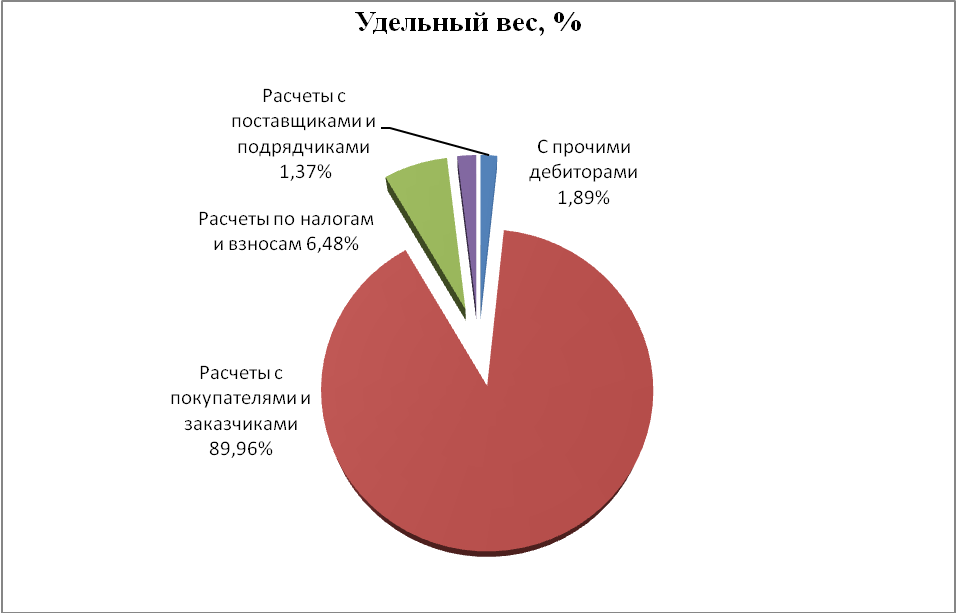 Удельный вес, %
Расчеты с
поставщиками и
подрядчиками
1,37%
С прочими
дебиторами
1,89%
Расчеты по налогам
и взносам 6,48%
Расчеты с
покупателями и
заказчиками
89,96%